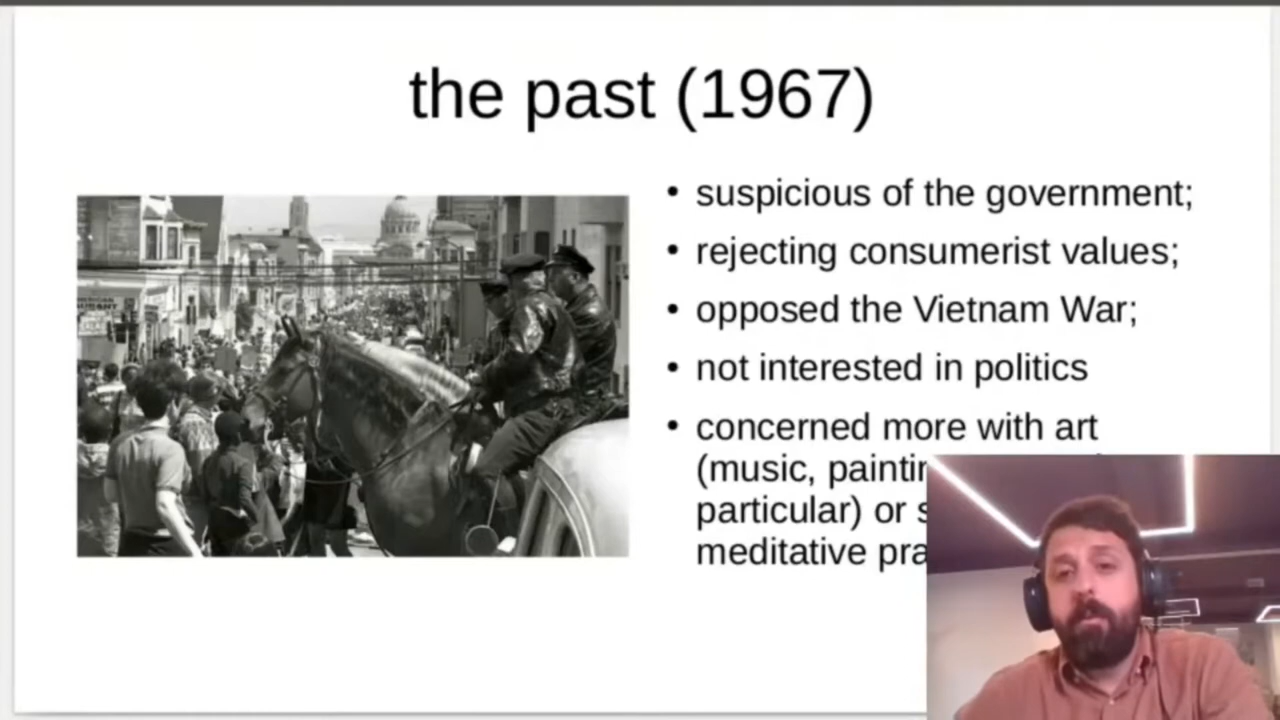 the past (1967)
suspicious of the government;
rejecting consumerist values;
opposed the Vietnam War;
not interested in politics
concerned more with art
(music,
particular) or
meditative